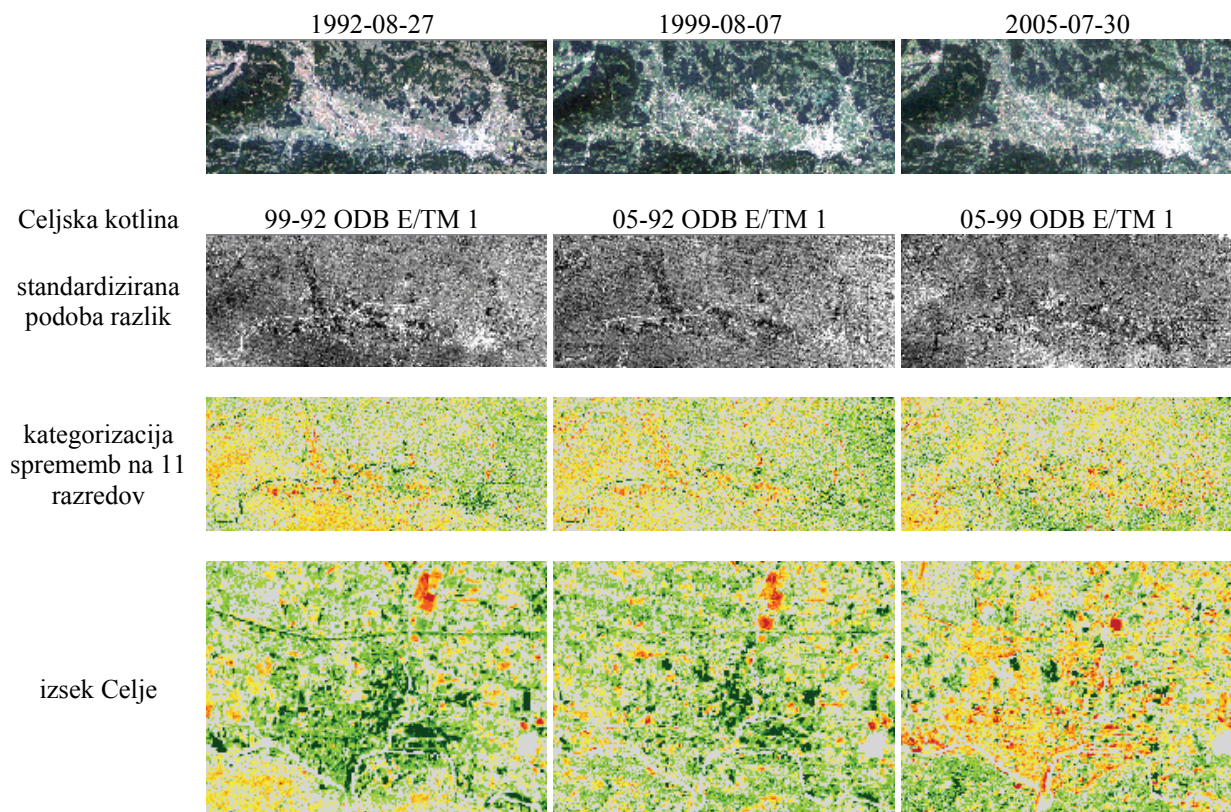 1992-08-27 1999-08-07 2005-07-30
Celjska kotlina 99-92 ODB E/TM 1 05-92 ODB E/TM 1 05-99 ODB E/TM 1
standardizirana
podoba razlik
kategorizacija
sprememb na 11
razredov
izsek Celje